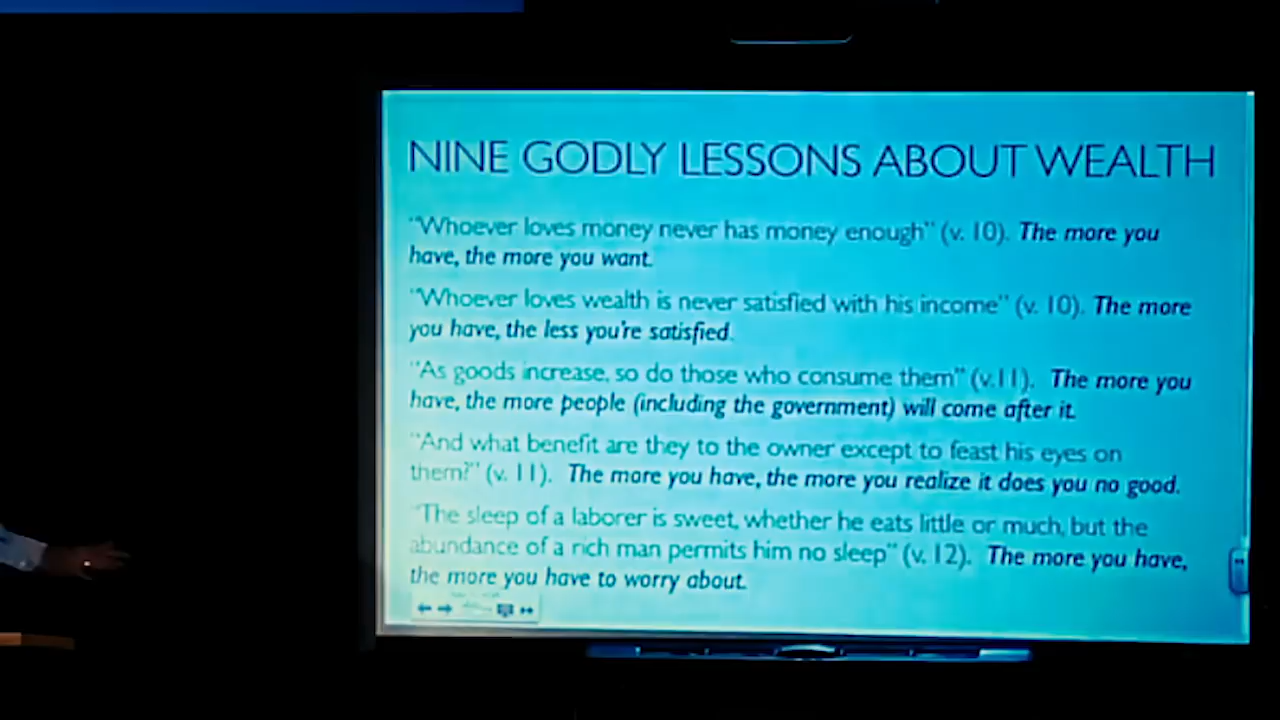 NINE GODLY LESSONS ABOUT WEALTH
"Whoever loves money never has money enough" (v. 10). The more you
have, the more you want.
"Whoever loves wealth is never satisfied with his income" (v. 10). The more
you have, the less you're satisfied.
"As goods increase, so do those who consume them" (v.11). The more you
have, the more people (including the government) will come after it.
"And what benefit are they to the owner except to feast his eyes on
them?" (v. 11). The more you have, the more you realize it does you no good.
"The sleep of a laborer is sweet, whether he eats little or much, but the
abundance of a rich man permits him no sleep" (v. 12). The more you have,
the more you have to worry about.